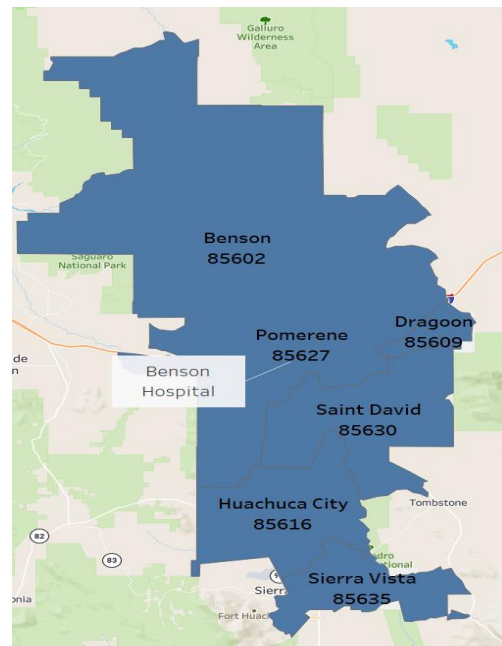 Galiuro
Wilderness
Area
Benson
85602
Saguaro
National Park
Dragoon
85609
Pomerene
85627
Benson
Hospital
Saint David
85630
Huachuca City
85616
Tombstone
82
83
Sierra Vista
85635
Sierr
Fort Huac